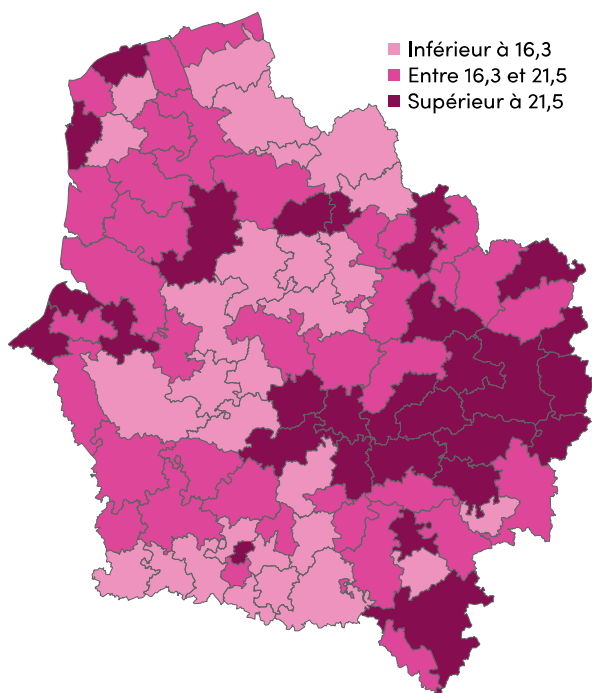 Inférieur à 16,3
Entre 16,3 et 21,5
Supérieur à 21,5